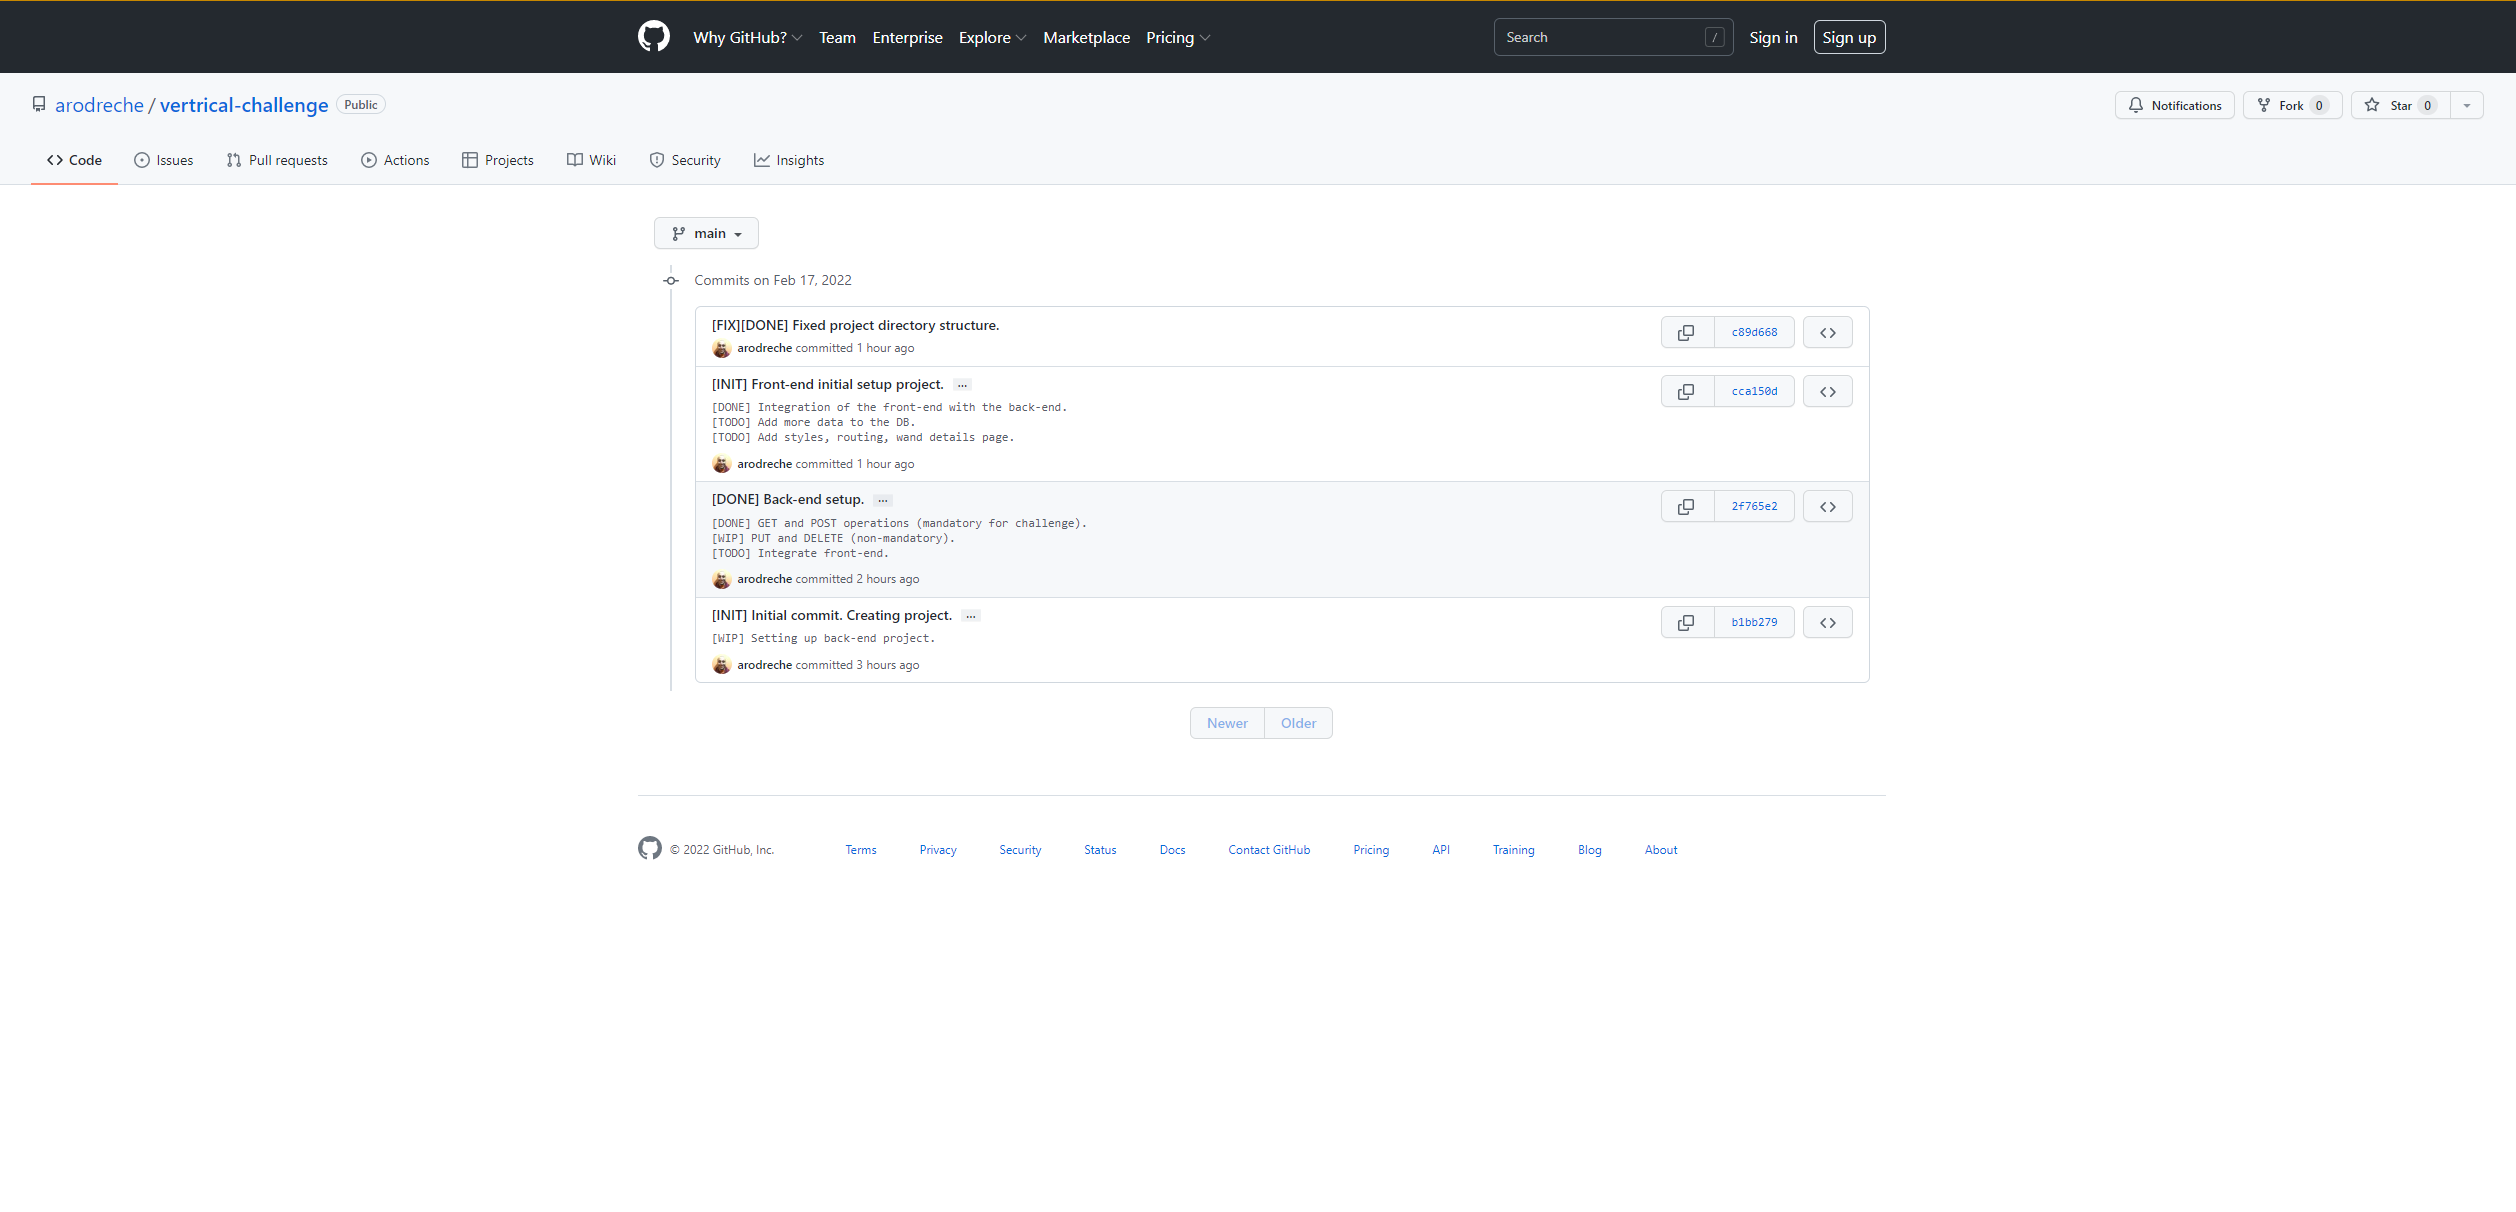 Why GitHub? Team Enterprise Explore Marketplace Pricing Search / Sign in Sign up
arodreche / vertrical-challenge Public Notifications Fork 0 Star 0
Code Issues Pull requests Actions Projects Wiki Security Insights
main
Commits on Feb 17, 2022
[FIX][DONE] Fixed project directory structure. c89d668
arodreche committed 1 hour ago
[INIT] Front-end initial setup project. … cca150d
[DONE] Integration of the front-end with the back-end.
[TODO] Add more data to the DB.
[TODO] Add styles, routing, wand details page.
arodreche committed 1 hour ago
[DONE] Back-end setup. … 2f765e2
[DONE] GET and POST operations (mandatory for challenge).
[WIP] PUT and DELETE (non-mandatory).
[TODO] Integrate front-end.
arodreche committed 2 hours ago
[INIT] Initial commit. Creating project. … b1bb279
[WIP] Setting up back-end project.
arodreche committed 3 hours ago
Newer Older
© 2022 GitHub, Inc. Terms Privacy Security Status Docs Contact GitHub Pricing API Training Blog About